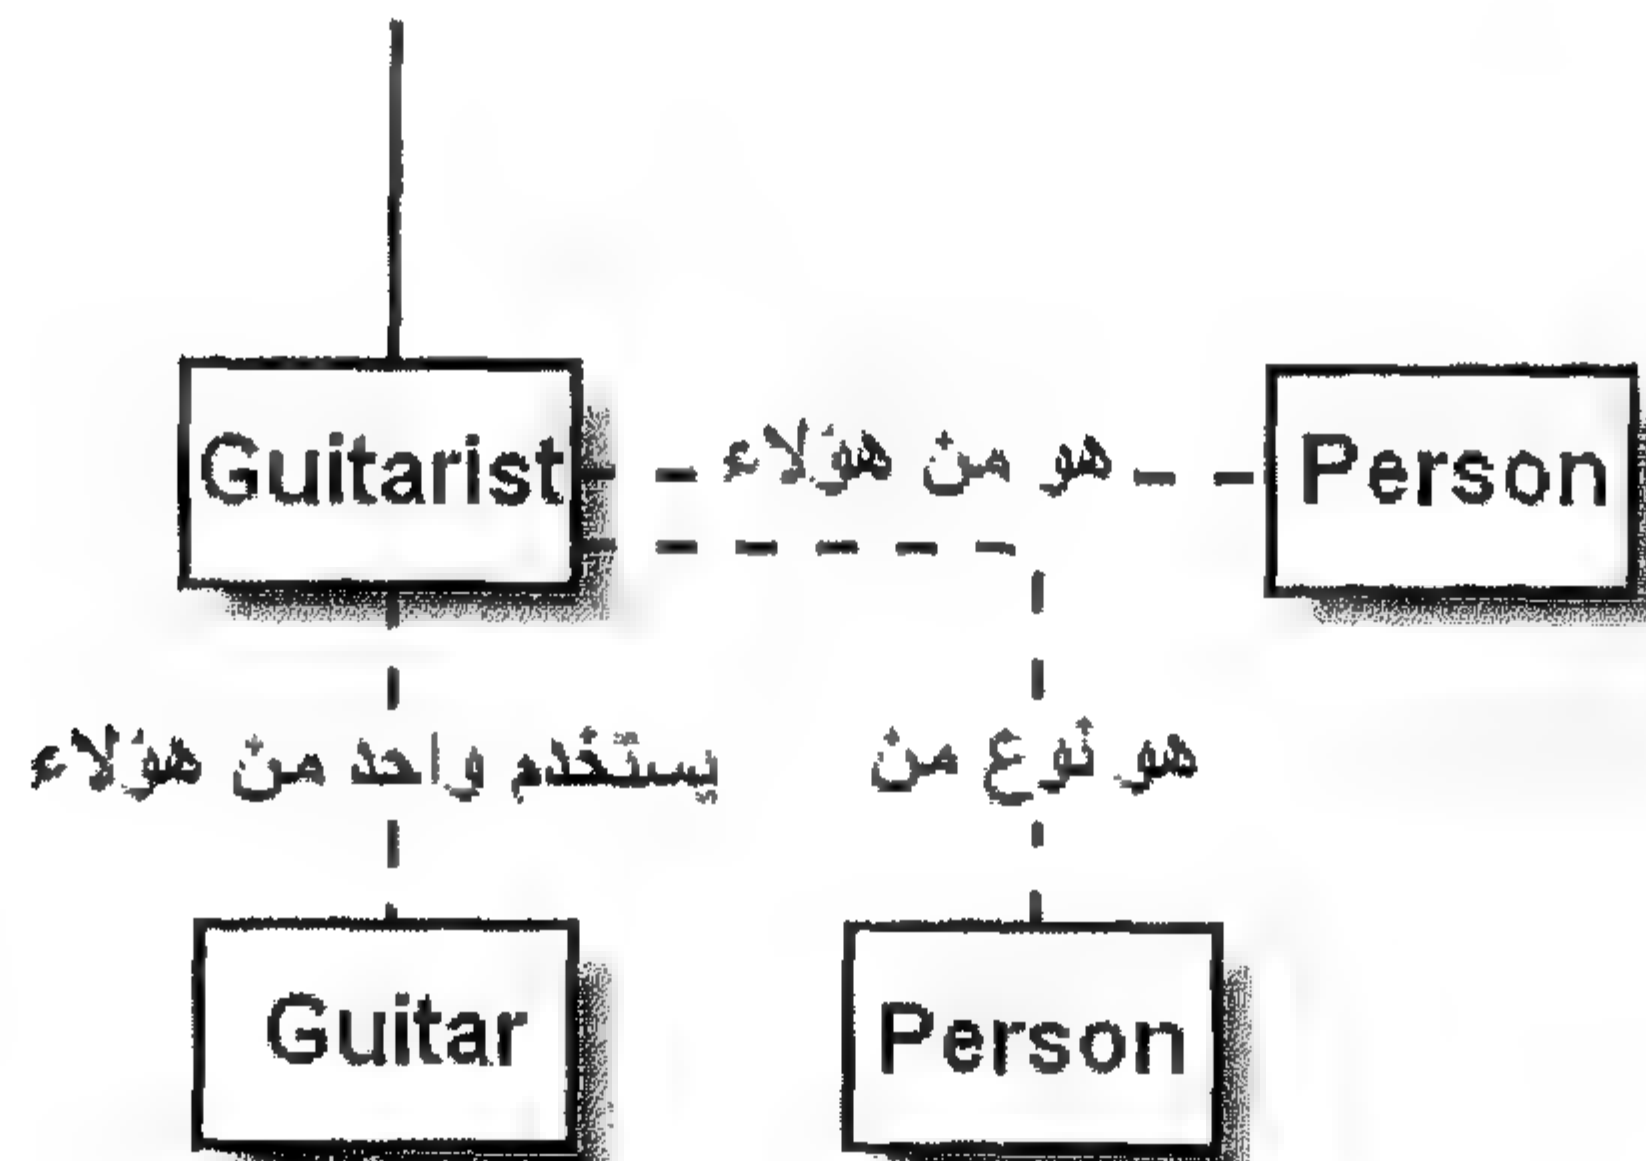 Guitarist
هو من هؤلاء
Person
يستخدم واحد من هؤلاء
هو نوع من
Guitar
Person